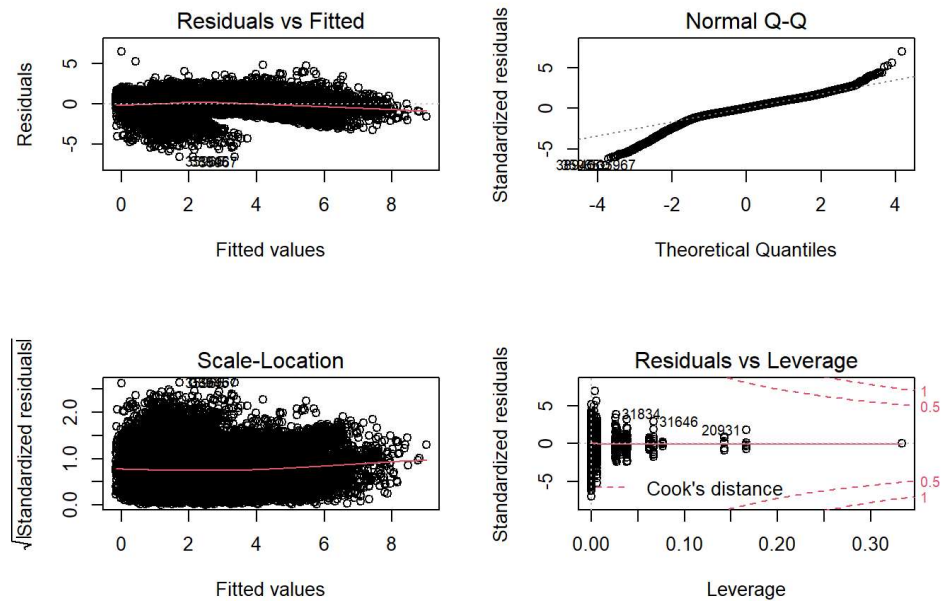 Residuals vs Fitted
Residuals
5
0
-5
0 2 4 6 8
Fitted values
Normal Q-Q
Standardized residuals
5
0
-5
-4 -2 0 2 4
Theoretical Quantiles
Scale-Location
√|Standardized residuals|
2.0
1.0
0.0
0 2 4 6 8
Fitted values
Residuals vs Leverage
Standardized residuals
5
0
-5
31834
31646
20931
1
0.5
0.5
1
Cook's distance
0.00 0.10 0.20 0.30
Leverage